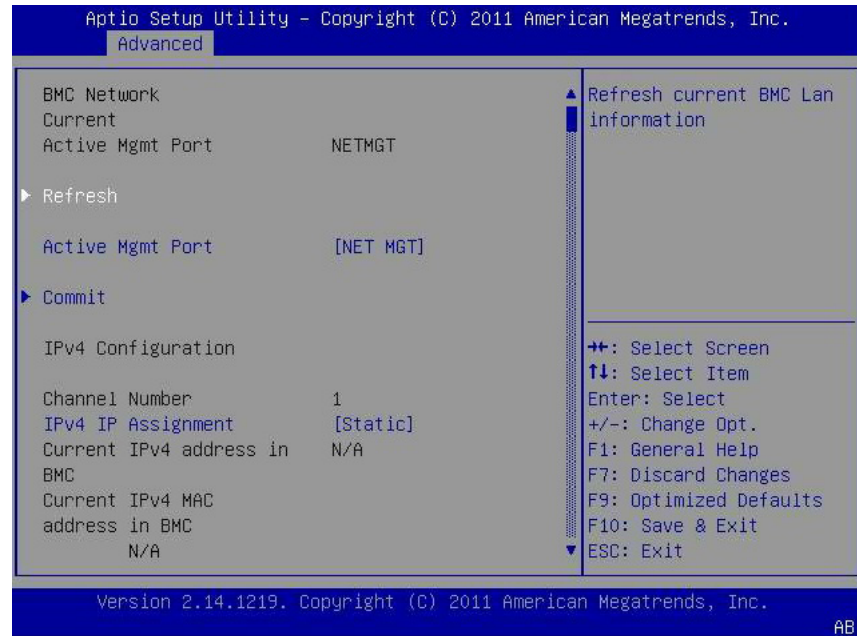 Aptio Setup Utility – Copyright (C) 2011 American Megatrends, Inc.
Advanced
BMC Network
Current
Active Mgmt Port NETMGT
Refresh
Active Mgmt Port [NET MGT]
Commit
IPv4 Configuration
Channel Number 1
IPv4 IP Assignment [Static]
Current IPv4 address in N/A
BMC
Current IPv4 MAC
address in BMC
N/A
Refresh current BMC Lan
information
→←: Select Screen
↑↓: Select Item
Enter: Select
+/-: Change Opt.
F1: General Help
F7: Discard Changes
F9: Optimized Defaults
F10: Save & Exit
ESC: Exit
Version 2.14.1219. Copyright (C) 2011 American Megatrends, Inc.
AB